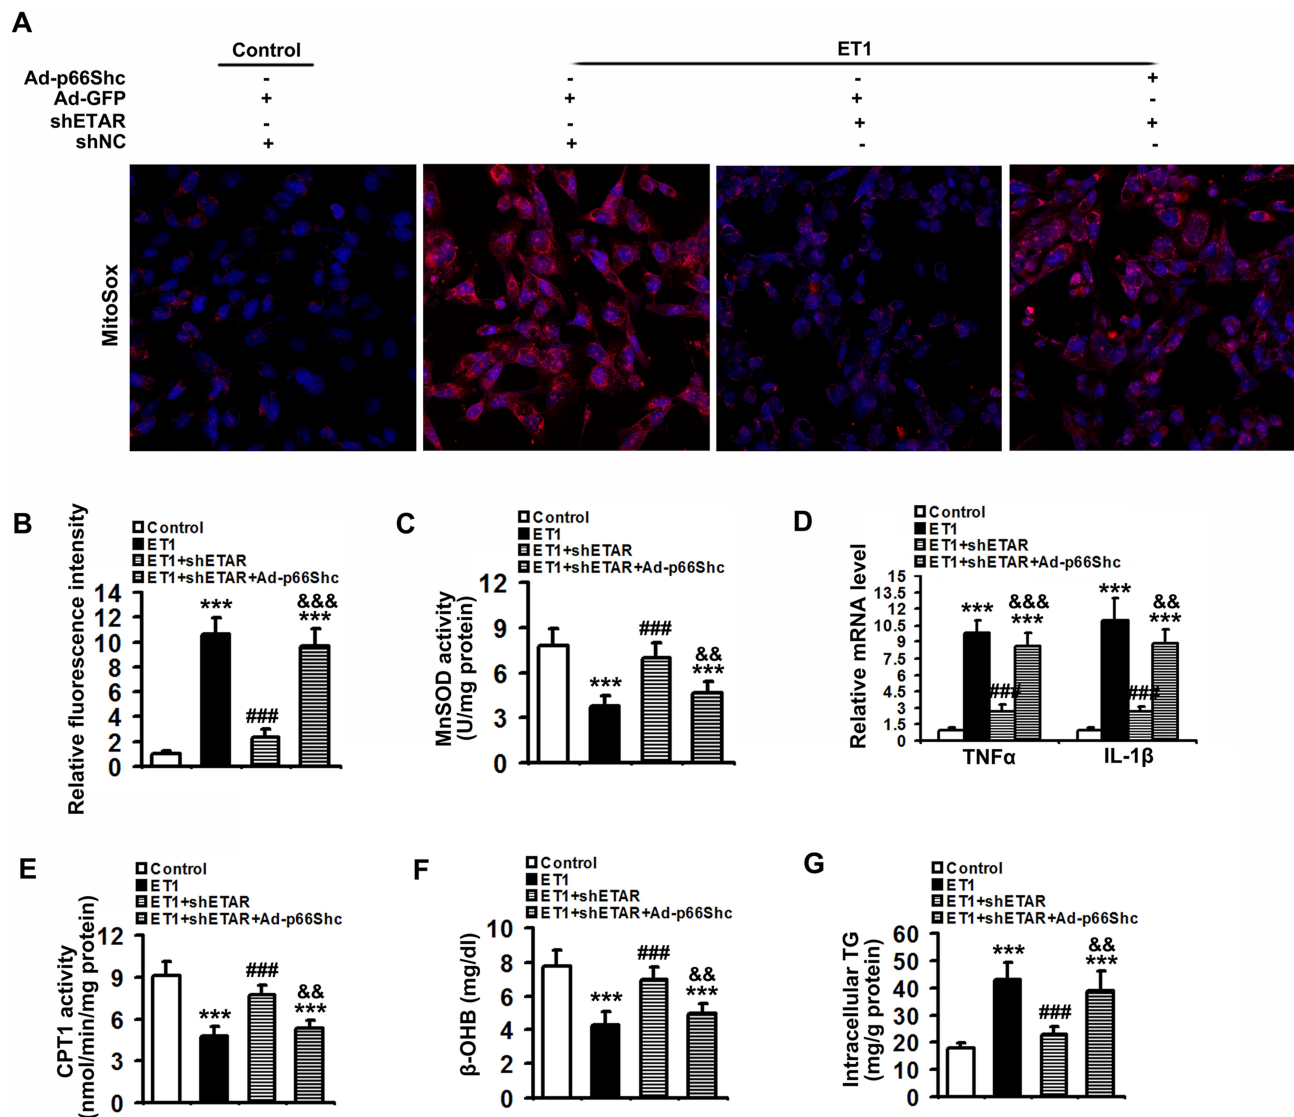 A
Control
ET1
Ad-p66Shc - - - +
Ad-GFP + + + -
shETAR - - + +
shNC + + - -
MitoSox
B
Control
ET1
ET1+shETAR
ET1+shETAR+Ad-p66Shc
Relative fluorescence intensity
14
12
10
8
6
4
2
0
***
###
&&&
***
C
Control
ET1
ET1+shETAR
ET1+shETAR+Ad-p66Shc
MnSOD activity
(U/mg protein)
12
9
6
3
0
***
###
&&
***
D
Control
ET1
ET1+shETAR
ET1+shETAR+Ad-p66Shc
Relative mRNA level
15
13.5
12
10.5
9
7.5
6
4.5
3
1.5
0
***
###
&&&
***
***
###
&&
***
TNFα
IL-1β
E
Control
ET1
ET1+shETAR
ET1+shETAR+Ad-p66Shc
CPT1 activity
(nmol/min/mg protein)
12
9
6
3
0
***
###
&&
***
F
Control
ET1
ET1+shETAR
ET1+shETAR+Ad-p66Shc
β-OHB (mg/dl)
8
6
4
2
0
***
###
&&
***
G
Control
ET1
ET1+shETAR
ET1+shETAR+Ad-p66Shc
Intracellular TG
(mg/g protein)
60
50
40
30
20
10
0
***
###
&&
***